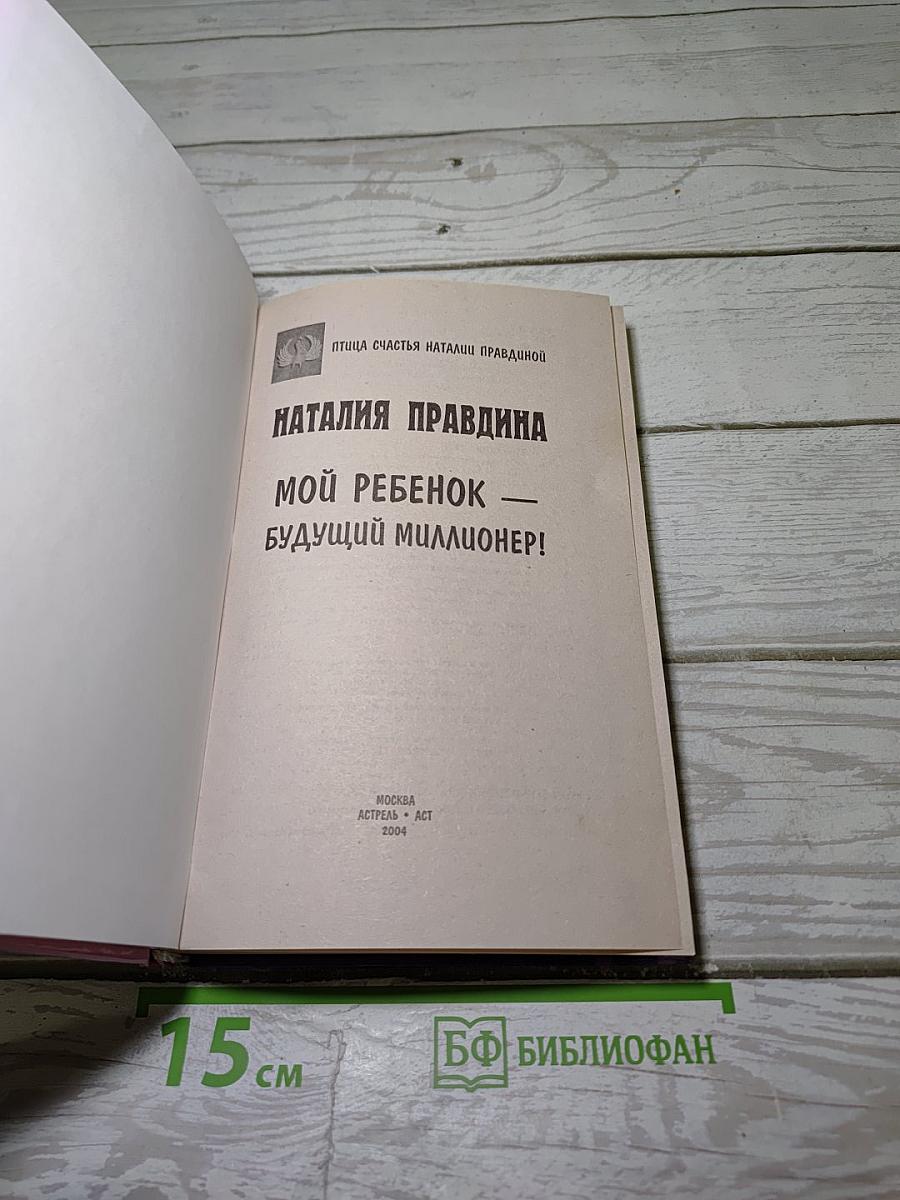 ПТИЦА СЧАСТЬЯ НАТАЛИИ ПРАВДИНОЙ
НАТАЛИЯ ПРАВДИНА
МОЙ РЕБЕНОК —
БУДУЩИЙ МИЛЛИОНЕР!
МОСКВА
АСТРЕЛЬ • АСТ
2004
15 см
БФ БИБЛИОФАН